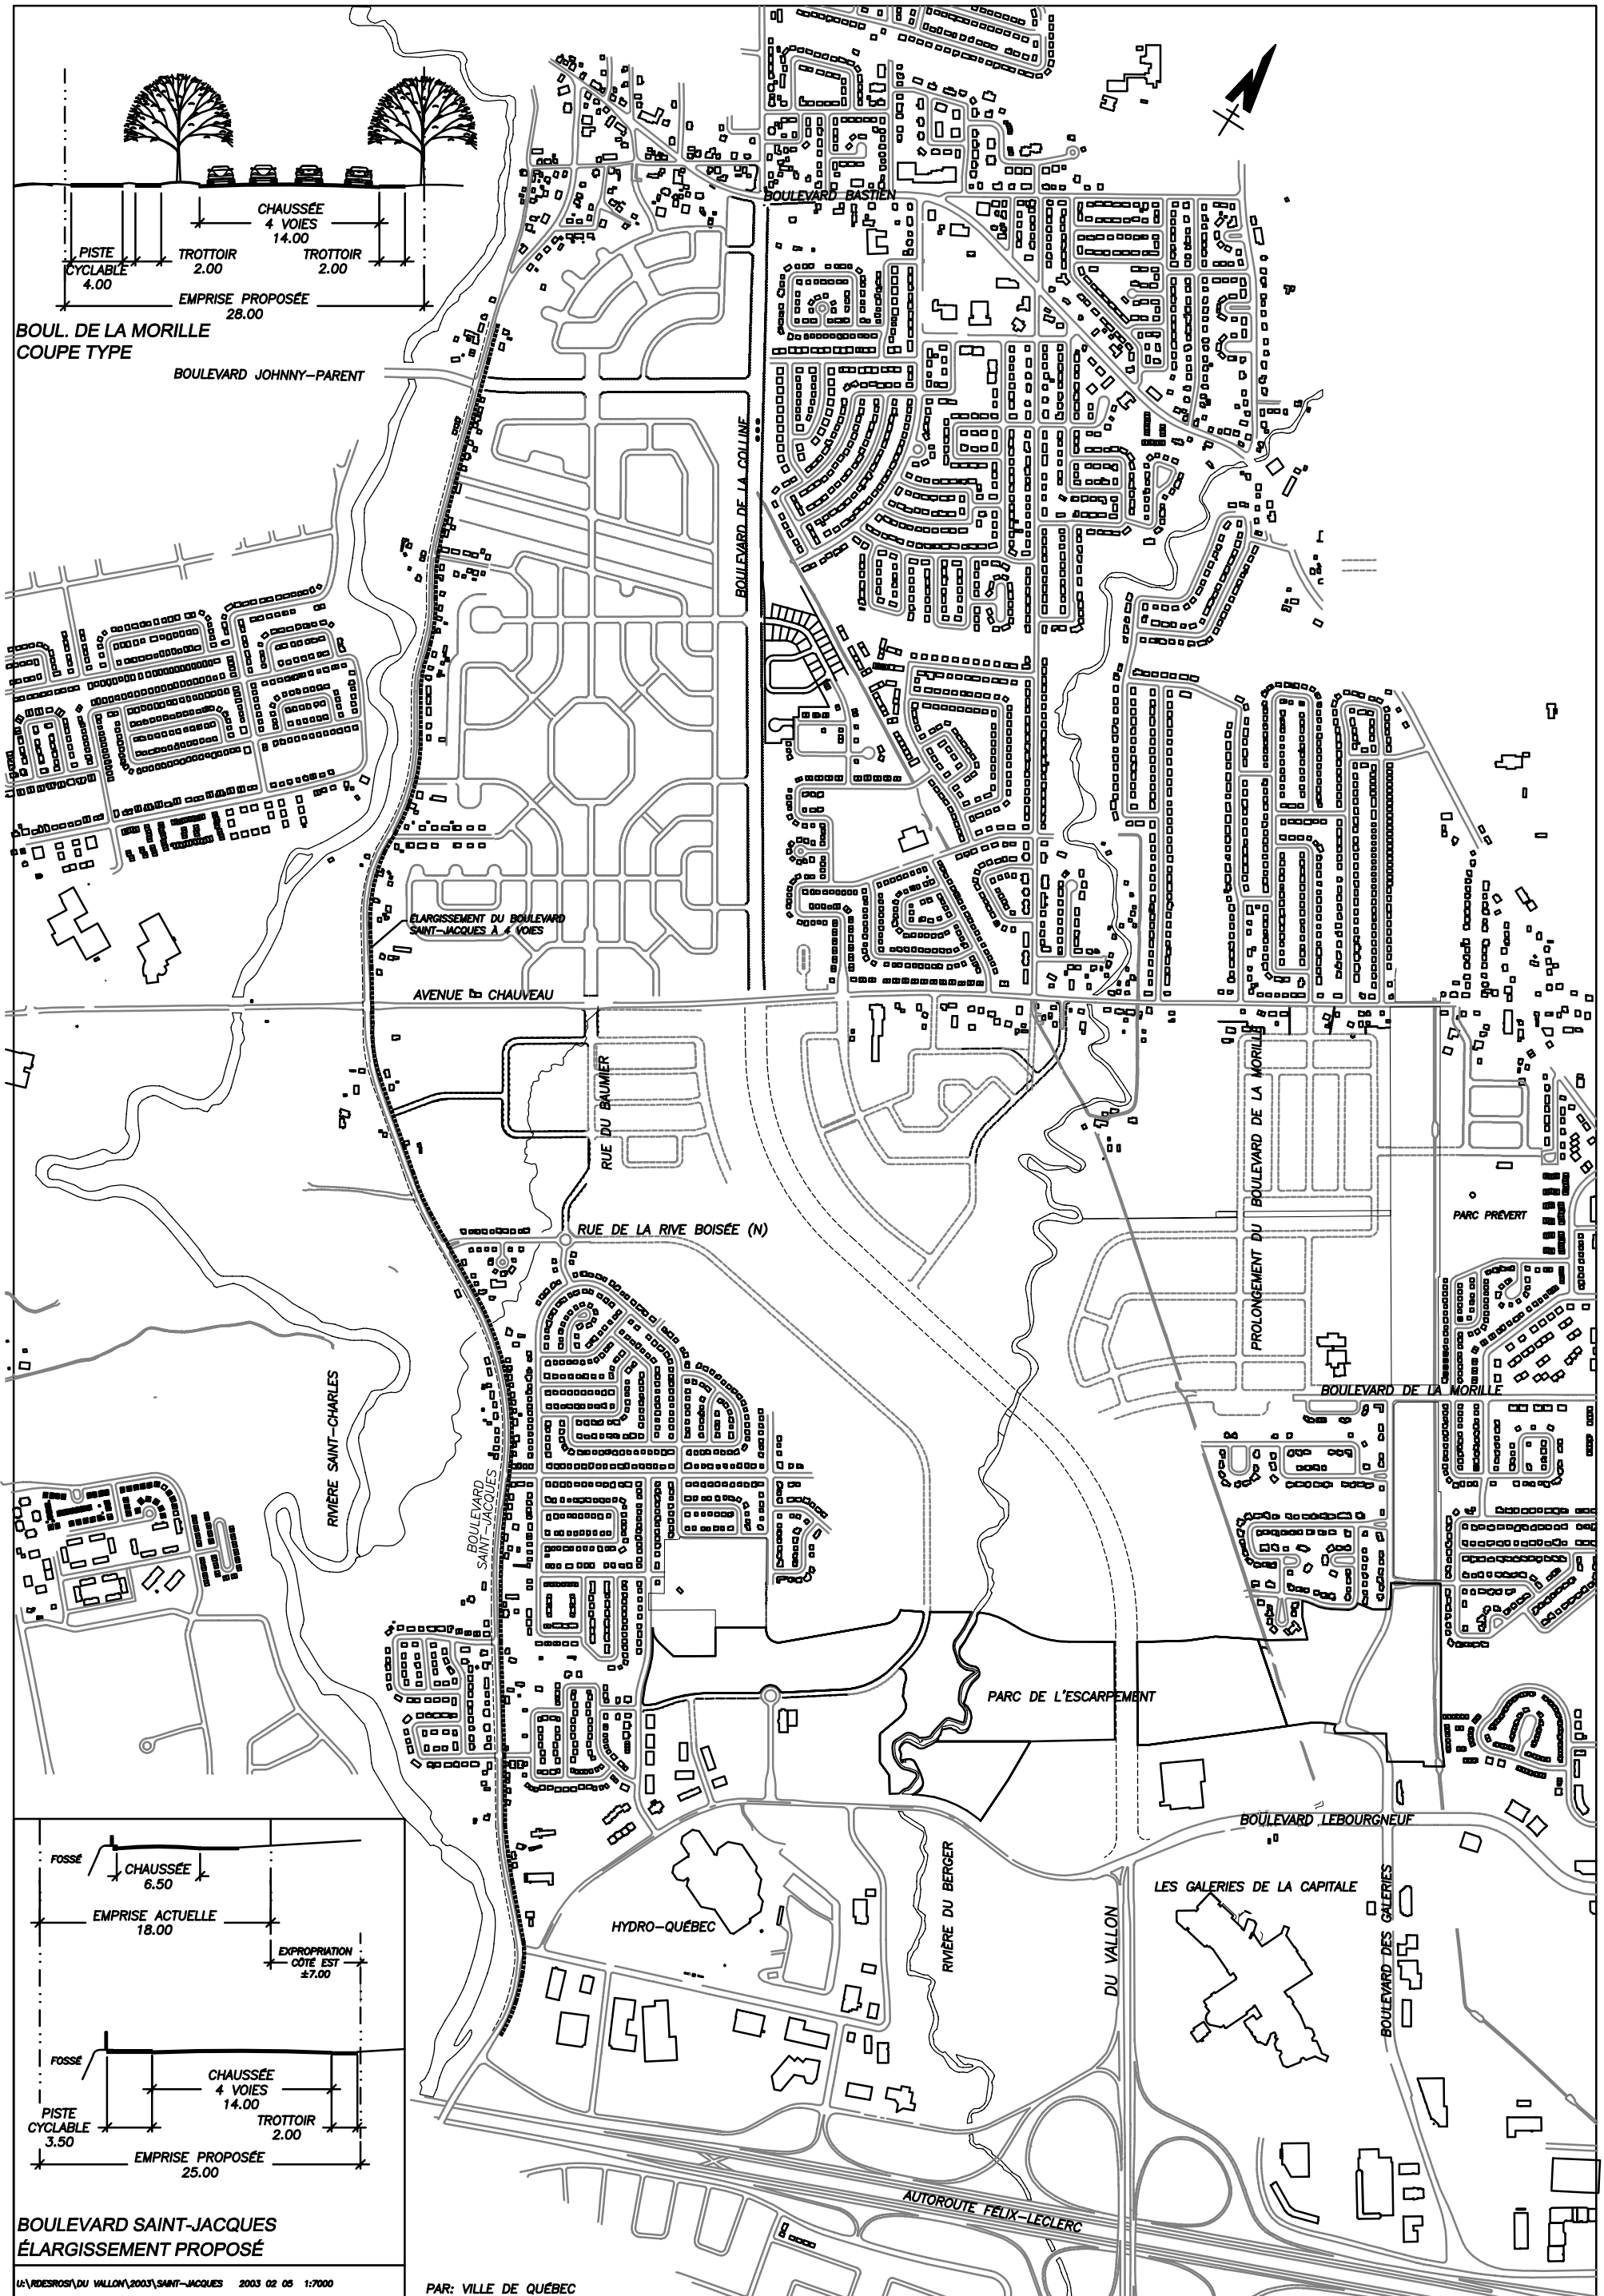 CHAUSSÉE
4 VOIES
14.00
PISTE
CYCLABLE
4.00
TROTTOIR
2.00
TROTTOIR
2.00
EMPRISE PROPOSÉE
28.00
BOUL. DE LA MORILLE
COUPE TYPE
BOULEVARD JOHNNY-PARENT
BOULEVARD BASTIEN
BOULEVARD DE LA COLLINE
ÉLARGISSEMENT DU BOULEVARD
SAINT-JACQUES À 4 VOIES
AVENUE CHAUVEAU
RUE DU BAUMIER
PROLONGEMENT DU BOULEVARD DE LA MORILLE
PARC PRÉVERT
RUE DE LA RIVE BOISÉE (N)
RIVIÈRE SAINT-CHARLES
BOULEVARD DE LA MORILLE
BOULEVARD
SAINT-JACQUES
PARC DE L'ESCARPEMENT
BOULEVARD LEBOURGNEUF
LES GALERIES DE LA CAPITALE
HYDRO-QUÉBEC
RIVIÈRE DU BERGER
DU VALLON
BOULEVARD DES GALERIES
AUTOROUTE FÉLIX-LECLERC
FOSSÉ
CHAUSSÉE
6.50
EMPRISE ACTUELLE
18.00
EXPROPRIATION
CÔTÉ EST
±7.00
FOSSÉ
CHAUSSÉE
4 VOIES
14.00
PISTE
CYCLABLE
3.50
TROTTOIR
2.00
EMPRISE PROPOSÉE
25.00
BOULEVARD SAINT-JACQUES
ÉLARGISSEMENT PROPOSÉ
U:\RDESROSI\DU VALLON\2003\SAINT-JACQUES 2003 02 05 1:7000
PAR: VILLE DE QUÉBEC